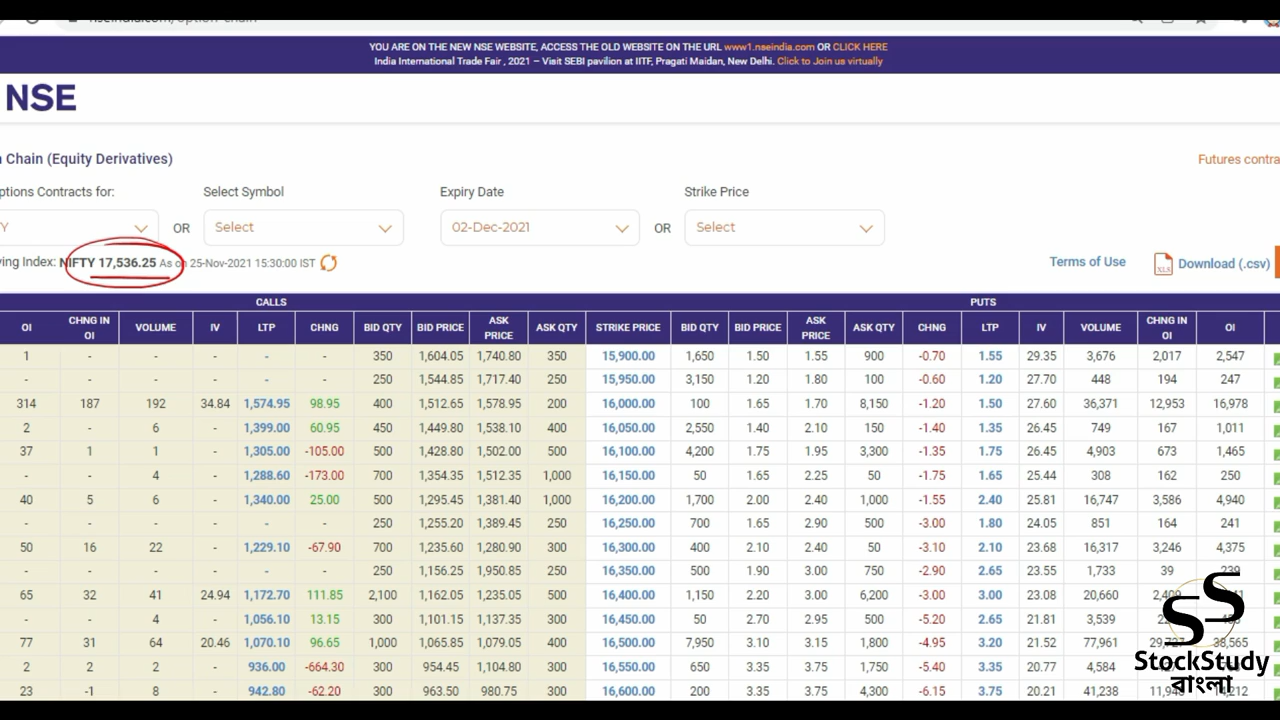 YOU ARE ON THE NEW NSE WEBSITE, ACCESS THE OLD WEBSITE ON THE URL www1.nseindia.com OR CLICK HERE
India International Trade Fair , 2021 – Visit SEBI pavilion at IITF, Pragati Maidan, New Delhi. Click to Join us virtually
NSE
Chain (Equity Derivatives)
Futures contra
ptions Contracts for: Select Symbol Expiry Date Strike Price
Y OR Select 02-Dec-2021 OR Select
ying Index: NIFTY 17,536.25 As on 25-Nov-2021 15:30:00 IST
Terms of Use XLS Download (.csv)
CALLS PUTS
OI CHNG IN OI VOLUME IV LTP CHNG BID QTY BID PRICE ASK PRICE ASK QTY STRIKE PRICE BID QTY BID PRICE ASK PRICE ASK QTY CHNG LTP IV VOLUME CHNG IN OI OI
1 - - - - - 350 1,604.05 1,740.80 350 15,900.00 1,650 1.50 1.55 900 -0.70 1.55 29.35 3,676 2,017 2,547
- - - - - - 250 1,544.85 1,717.40 250 15,950.00 3,150 1.20 1.80 100 -0.60 1.20 27.70 448 194 247
314 187 192 34.84 1,574.95 98.95 400 1,512.65 1,578.95 200 16,000.00 100 1.65 1.70 8,150 -1.20 1.50 27.60 36,371 12,953 16,978
2 - 6 - 1,399.00 60.95 450 1,449.80 1,538.10 400 16,050.00 2,550 1.40 2.10 150 -1.40 1.35 26.45 749 167 1,011
37 1 1 - 1,305.00 -105.00 500 1,428.80 1,502.00 500 16,100.00 4,200 1.75 1.95 3,300 -1.35 1.75 26.45 4,903 673 1,465
- - 4 - 1,288.60 -173.00 700 1,354.35 1,512.35 1,000 16,150.00 50 1.65 2.25 50 -1.75 1.65 25.44 308 162 250
40 5 6 - 1,340.00 25.00 500 1,295.45 1,381.40 1,000 16,200.00 1,700 2.00 2.40 1,000 -1.55 2.40 25.81 16,747 3,586 4,940
- - - - - - 250 1,255.20 1,389.45 250 16,250.00 700 1.65 2.90 500 -3.00 1.80 24.05 851 164 241
50 16 22 - 1,229.10 -67.90 700 1,235.60 1,280.90 300 16,300.00 400 2.10 2.40 50 -3.10 2.10 23.68 16,317 3,246 4,375
- - - - - - 250 1,156.25 1,950.85 250 16,350.00 500 1.90 3.00 750 -2.90 2.65 23.55 1,733 39
65 32 41 24.94 1,172.70 111.85 2,100 1,162.05 1,235.05 500 16,400.00 1,150 2.20 3.00 6,200 -3.00 3.00 23.08 20,660
- - 4 - 1,056.10 13.15 300 1,101.15 1,137.35 300 16,450.00 50 2.70 2.95 500 -5.20 2.65 21.81 3,539
77 31 64 20.46 1,070.10 96.65 1,000 1,065.85 1,079.05 400 16,500.00 7,950 3.10 3.15 1,800 -4.95 3.20 21.52 77,961
2 2 2 - 936.00 -664.30 300 954.45 1,104.85 300 16,550.00 650 3.35 3.75 1,750 -5.40 3.35 20.77 4,584
23 -1 8 - 942.80 -62.20 300 963.50 980.75 300 16,600.00 200 3.35 3.75 4,300 -6.15 3.75 20.21 41,238
SS
StockStudy
বাংলা